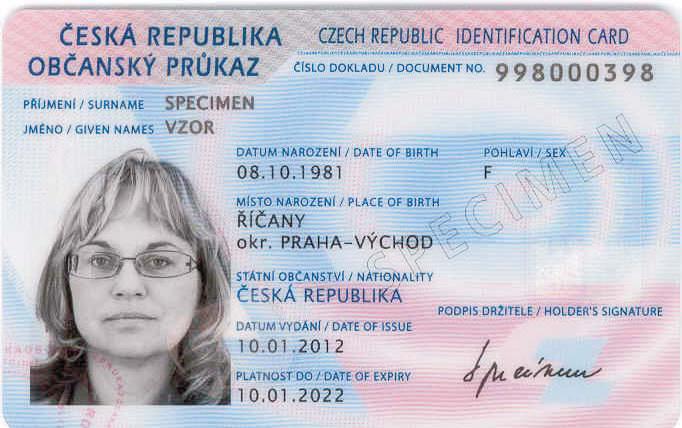 ČESKÁ REPUBLIKA
CZECH REPUBLIC IDENTIFICATION CARD
OBČANSKÝ PRŮKAZ
ČÍSLO DOKLADU / DOCUMENT NO. 998000398
PŘÍJMENÍ / SURNAME SPECIMEN
JMÉNO / GIVEN NAMES VZOR
DATUM NAROZENÍ / DATE OF BIRTH
POHLAVÍ / SEX
08.10.1981
F
MÍSTO NAROZENÍ / PLACE OF BIRTH
ŘÍČANY
okr. PRAHA–VÝCHOD
SPECIMEN
STÁTNÍ OBČANSTVÍ / NATIONALITY
ČESKÁ REPUBLIKA
PODPIS DRŽITELE / HOLDER'S SIGNATURE
DATUM VYDÁNÍ / DATE OF ISSUE
10.01.2012
Specimen
PLATNOST DO / DATE OF EXPIRY
10.01.2022